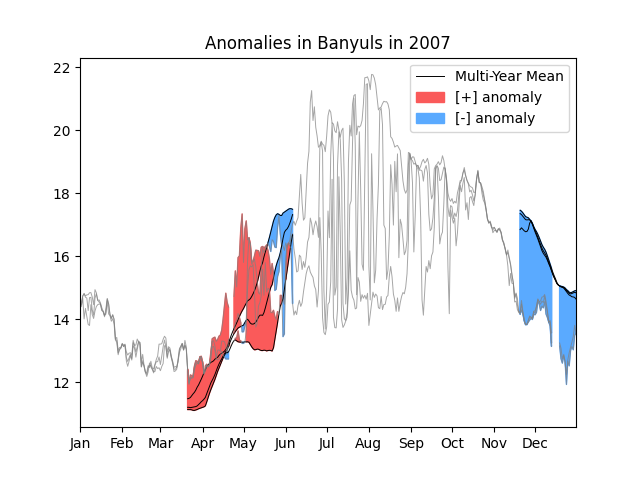 Anomalies in Banyuls in 2007
Multi-Year Mean
[+] anomaly
[-] anomaly
22
20
18
16
14
12
Jan Feb Mar Apr May Jun Jul Aug Sep Oct Nov Dec